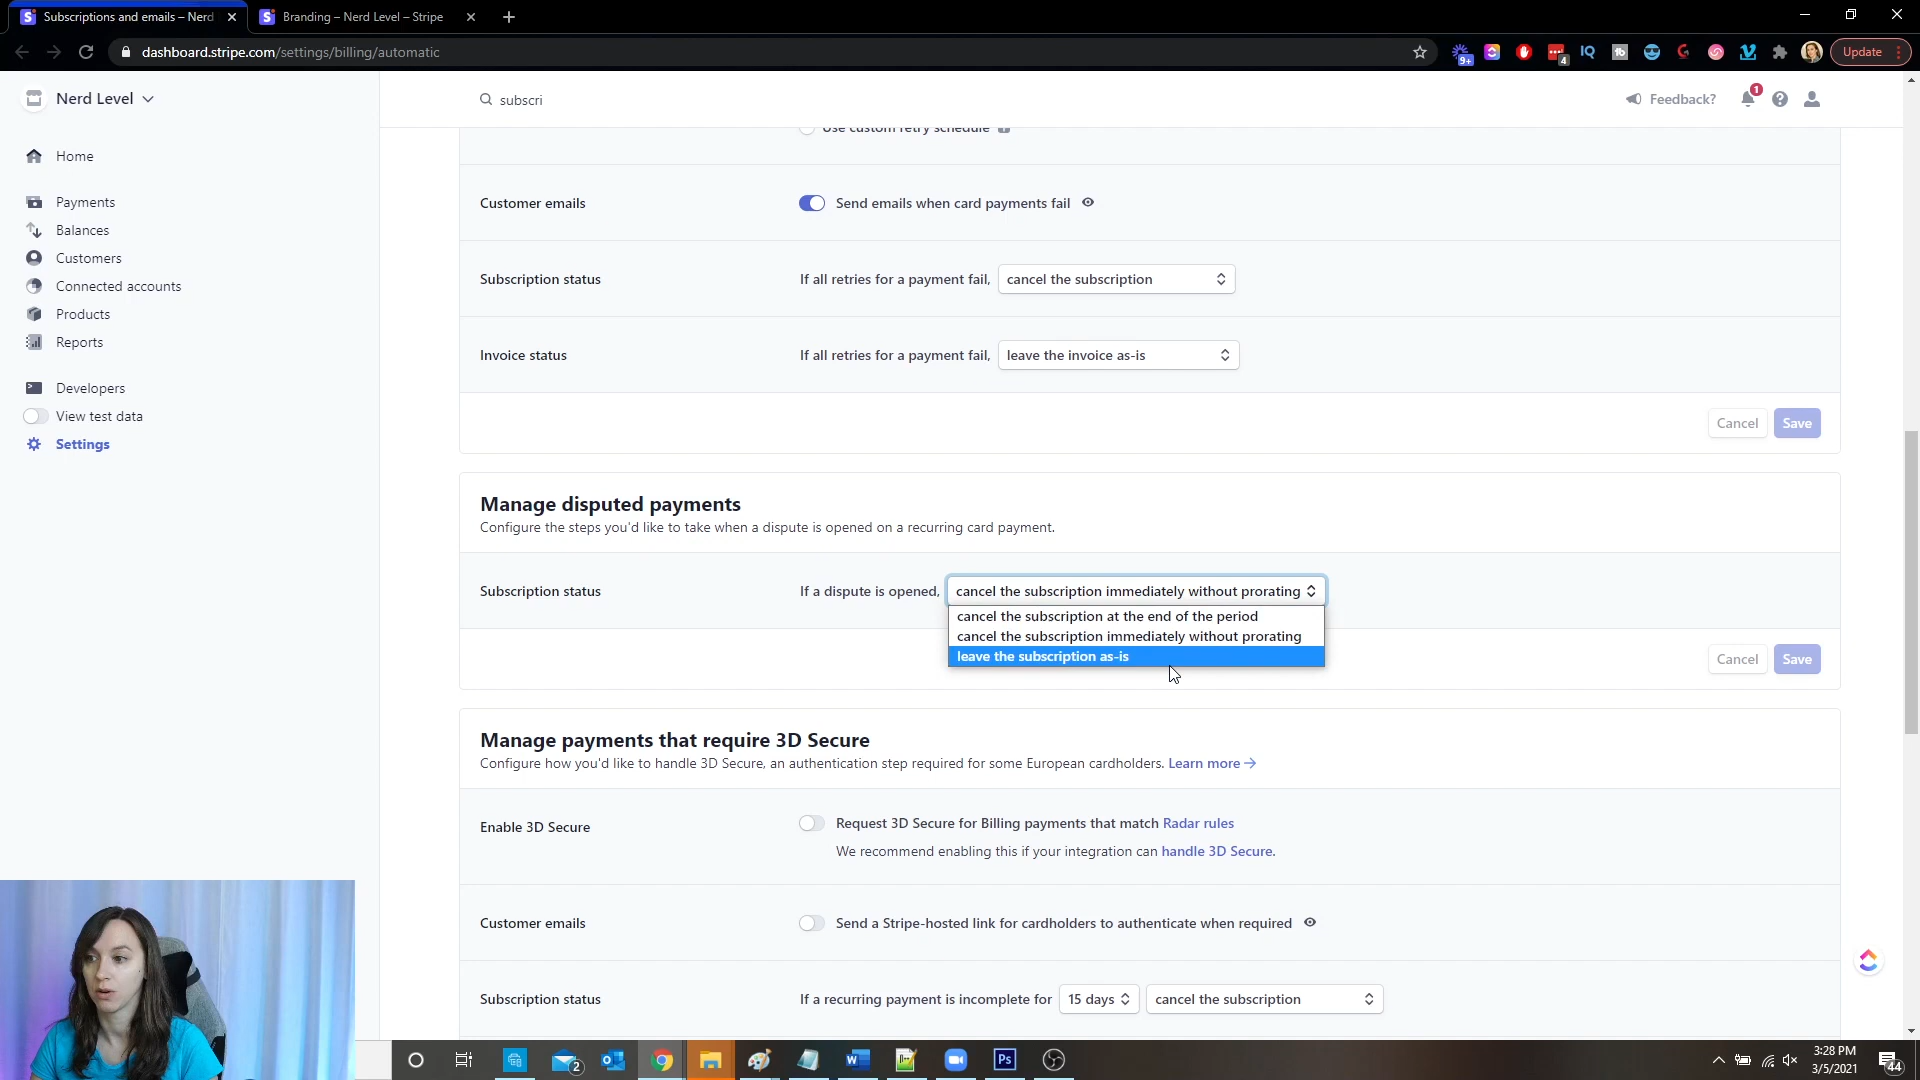 Subscriptions and emails – Nerd
Branding – Nerd Level – Stripe
dashboard.stripe.com/settings/billing/automatic
9+
4
IQ
Update
Nerd Level
subscri
Feedback?
1
Home
Payments
Balances
Customers
Connected accounts
Products
Reports
Developers
View test data
Settings
Use custom retry schedule
Customer emails
Send emails when card payments fail
Subscription status
If all retries for a payment fail, cancel the subscription
Invoice status
If all retries for a payment fail, leave the invoice as-is
Cancel Save
Manage disputed payments
Configure the steps you'd like to take when a dispute is opened on a recurring card payment.
Subscription status
If a dispute is opened, cancel the subscription immediately without prorating
cancel the subscription at the end of the period
cancel the subscription immediately without prorating
leave the subscription as-is
Cancel Save
Manage payments that require 3D Secure
Configure how you'd like to handle 3D Secure, an authentication step required for some European cardholders. Learn more
Enable 3D Secure
Request 3D Secure for Billing payments that match Radar rules
We recommend enabling this if your integration can handle 3D Secure.
Customer emails
Send a Stripe-hosted link for cardholders to authenticate when required
Subscription status
If a recurring payment is incomplete for 15 days cancel the subscription
2
Ps
3:28 PM
3/5/2021
44